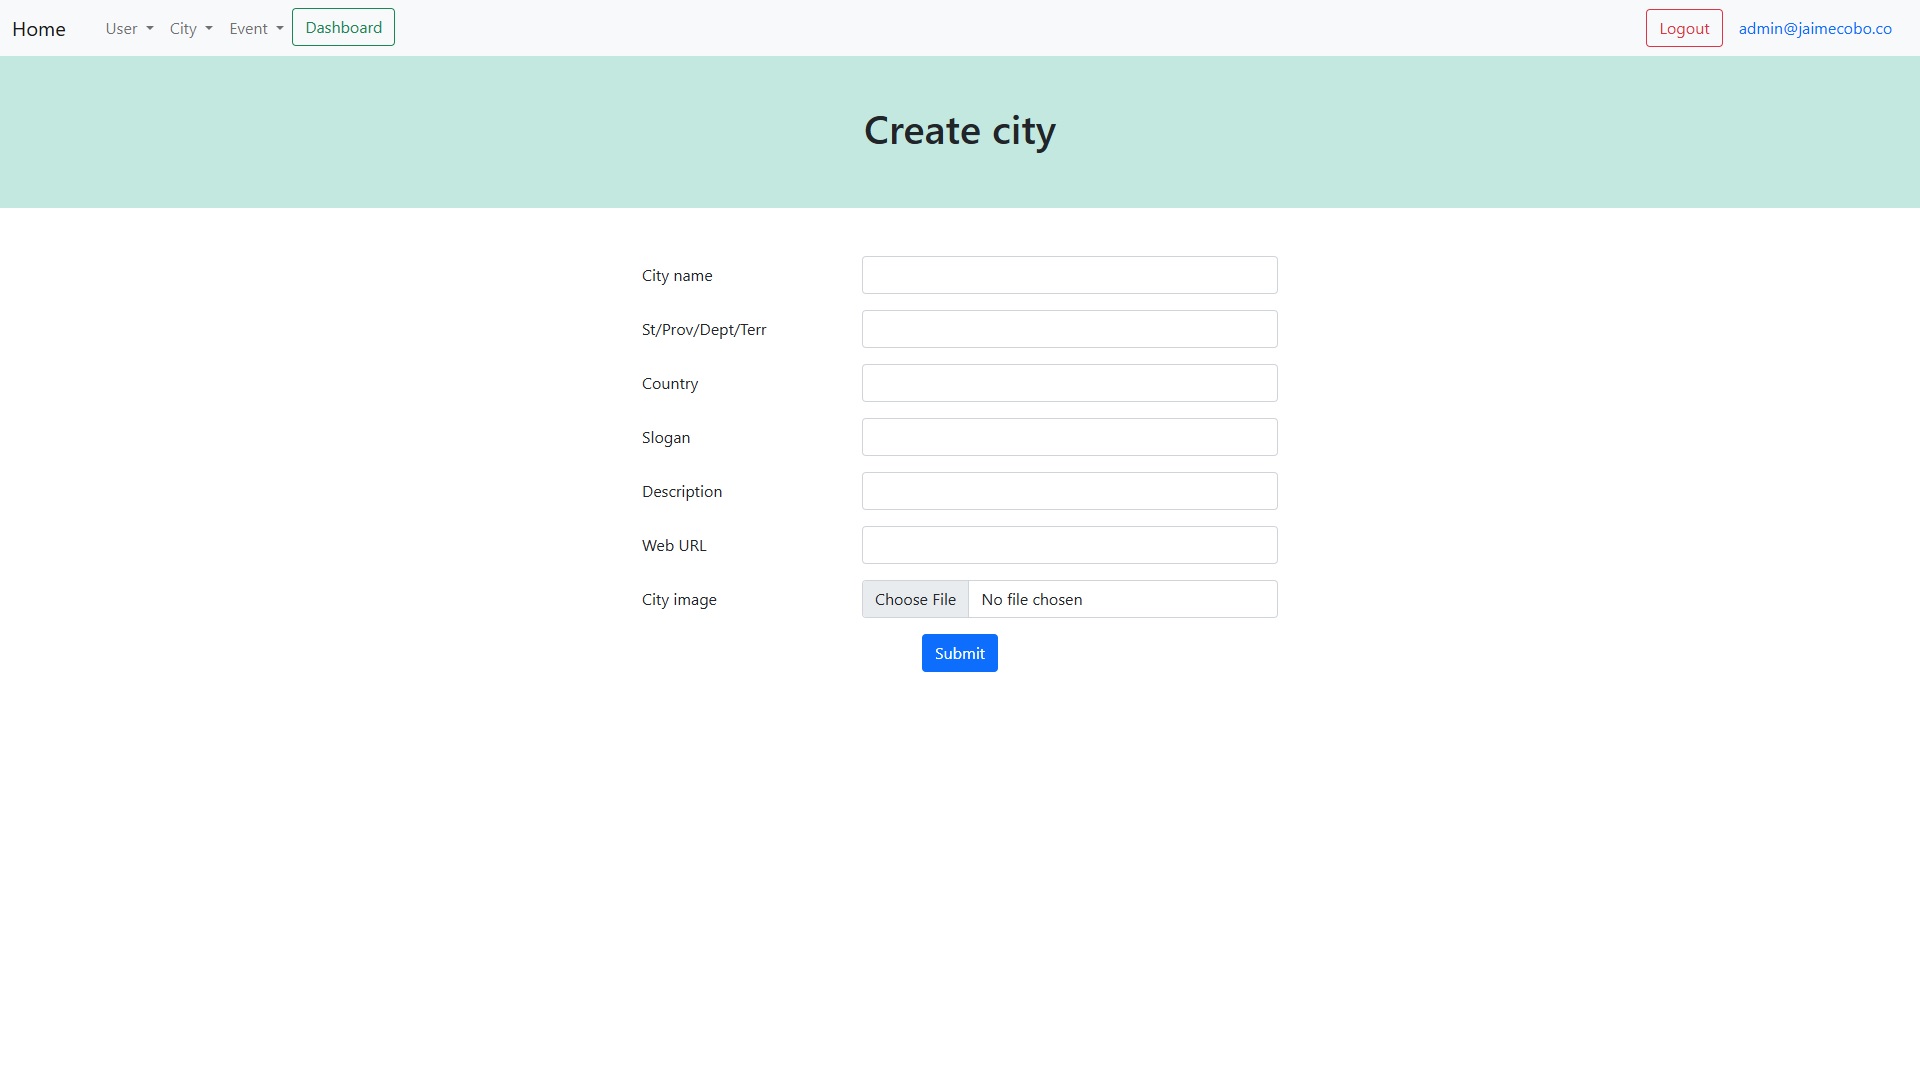 Home User City Event Dashboard Logout admin@jaimecobo.co
Create city
City name
St/Prov/Dept/Terr
Country
Slogan
Description
Web URL
City image Choose File No file chosen
Submit